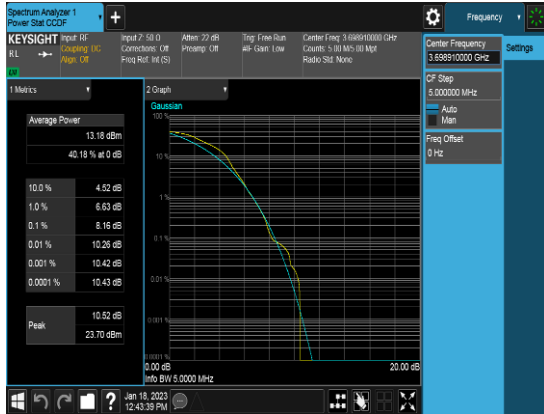 Spectrum Analyzer 1
Power Stat CCDF
+
Frequency
KEYSIGHT
RL
Input: RF
Coupling: DC
Align: Off
Input Z: 50 Ω
Corrections: Off
Freq Ref: Int (S)
Atten: 22 dB
Preamp: Off
Trig: Free Run
#IF Gain: Low
Center Freq: 3.698910000 GHz
Counts: 5.00 M/5.00 Mpt
Radio Std: None
Center Frequency
3.698910000 GHz
Settings
CF Step
5.000000 MHz
Auto
Man
Freq Offset
0 Hz
1 Metrics
Average Power
13.18 dBm
40.18 % at 0 dB
10.0 % 4.52 dB
1.0 % 6.63 dB
0.1 % 8.16 dB
0.01 % 10.26 dB
0.001 % 10.42 dB
0.0001 % 10.43 dB
Peak 10.52 dB
23.70 dBm
2 Graph
Gaussian
100 %
10 %
1 %
0.1 %
0.01 %
0.001 %
0.0001 %
0.00 dB 20.00 dB
Info BW 5.0000 MHz
?
Jan 18, 2023
12:43:39 PM